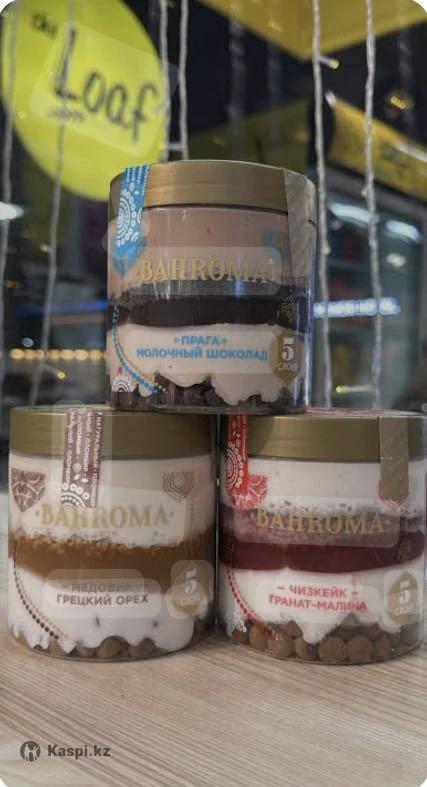 du
Loaf
BAHROMA
• ПРАГА •
МОЛОЧНЫЙ ШОКОЛАД
5
СЛОЕВ
BAHROMA
МЕДОВИК
ГРЕЦКИЙ ОРЕХ
5
СЛОЕВ
BAHROMA
- ЧИЗКЕЙК -
ГРАНАТ-МАЛИНА
5
СЛОЕВ
Kaspi.kz